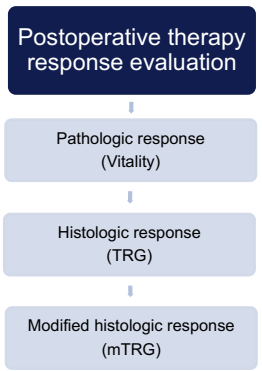 Postoperative therapy
response evaluation
Pathologic response
(Vitality)
Histologic response
(TRG)
Modified histologic response
(mTRG)